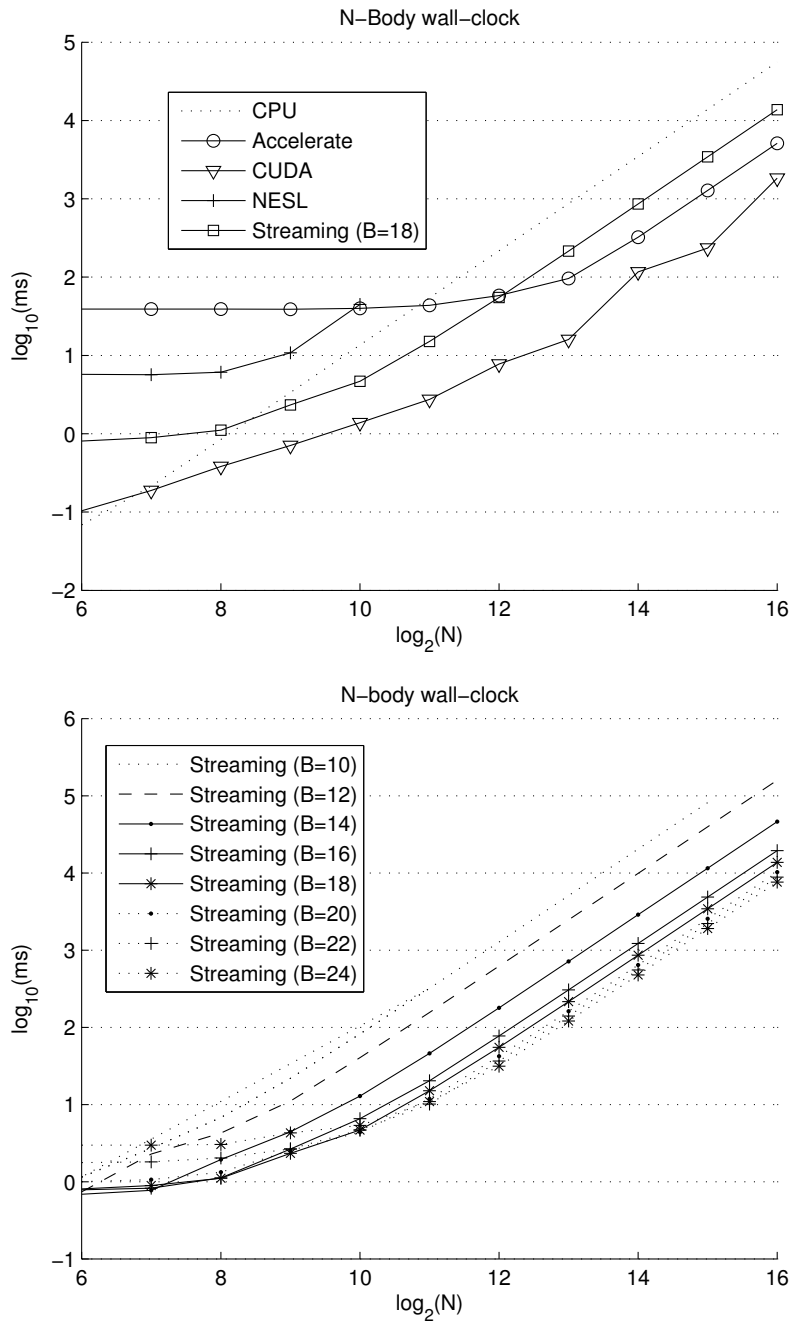 N−Body wall−clock
5
4
3
2
1
0
−1
−2
log10(ms)
CPU
Accelerate
CUDA
NESL
Streaming (B=18)
6 8 10 12 14 16
log2(N)
N−body wall−clock
6
5
4
3
2
1
0
−1
log10(ms)
Streaming (B=10)
Streaming (B=12)
Streaming (B=14)
Streaming (B=16)
Streaming (B=18)
Streaming (B=20)
Streaming (B=22)
Streaming (B=24)
6 8 10 12 14 16
log2(N)